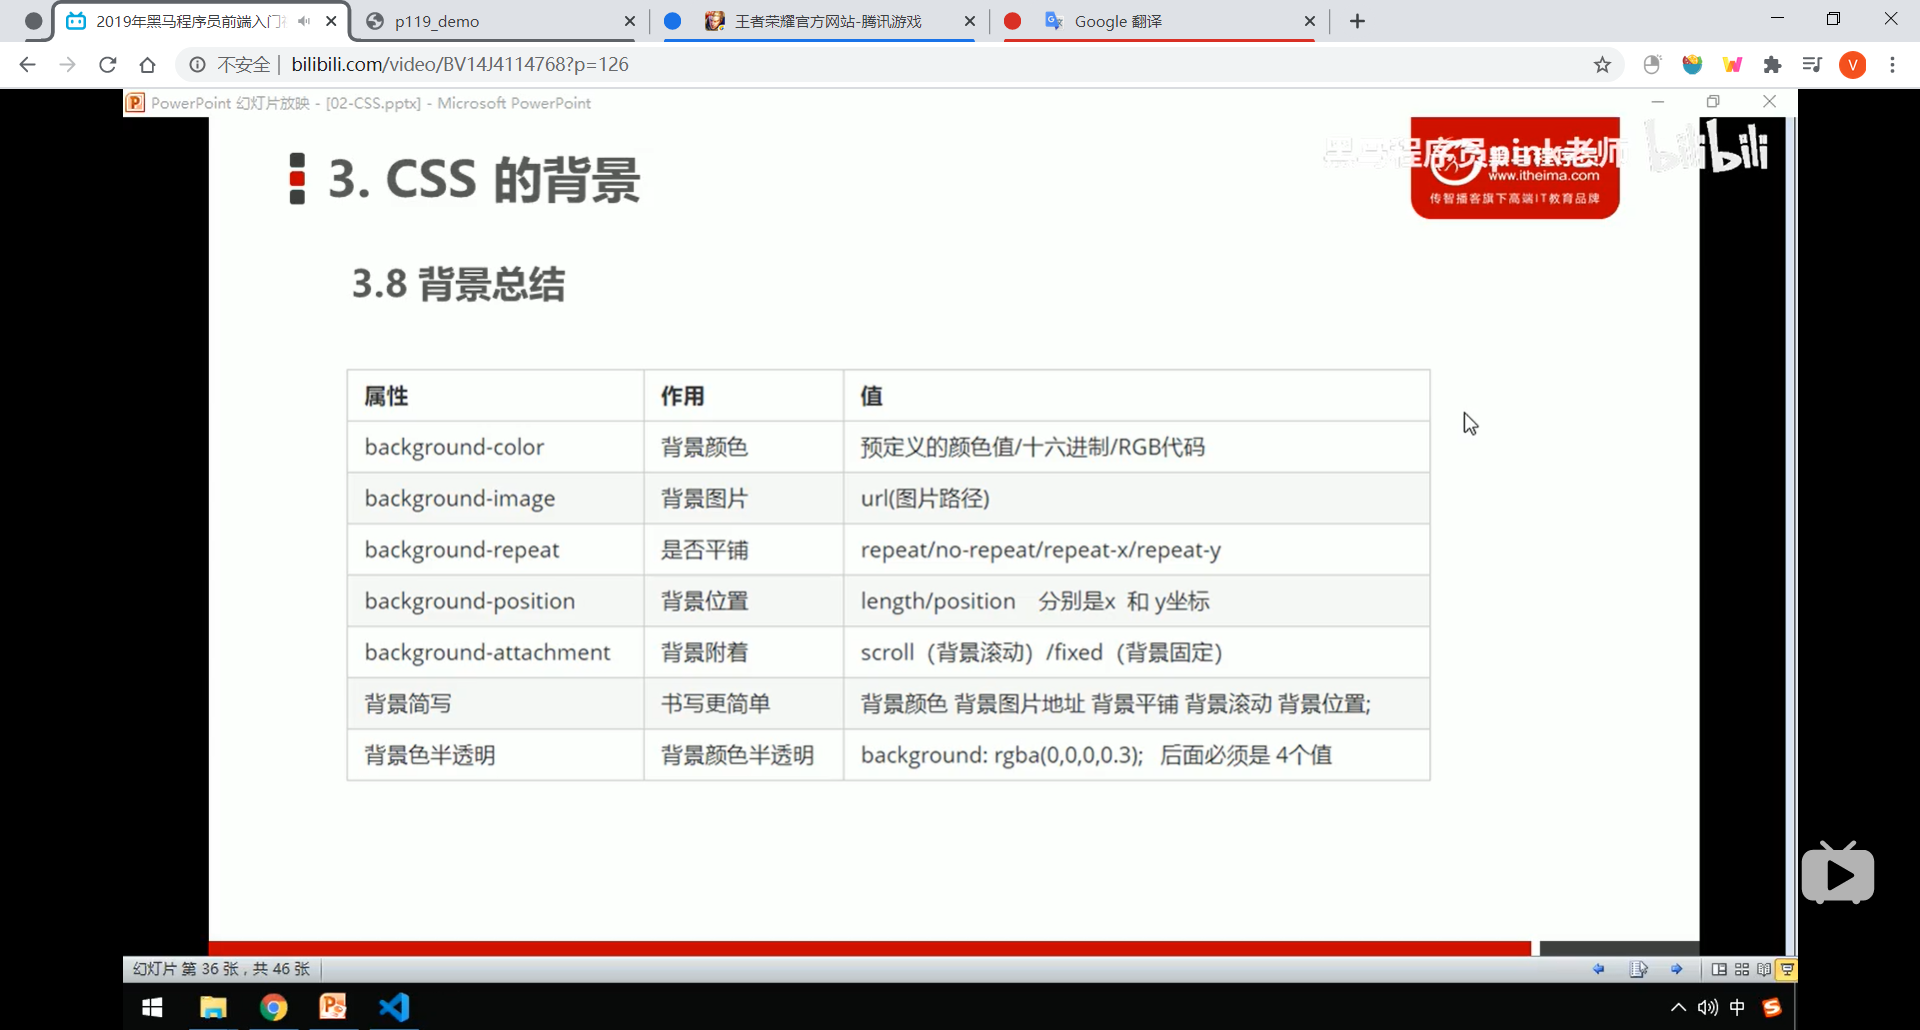 2019年黑马程序员前端入门
p119_demo
王者荣耀官方网站-腾讯游戏
Google 翻译
不安全 | bilibili.com/video/BV14J4114768?p=126
V
PowerPoint 幻灯片放映 - [02-CSS.pptx] - Microsoft PowerPoint
黑马程序员pink老师
bilibili
www.itheima.com
传智播客旗下高端IT教育品牌
3. CSS 的背景
3.8 背景总结
属性 作用 值
background-color 背景颜色 预定义的颜色值/十六进制/RGB代码
background-image 背景图片 url(图片路径)
background-repeat 是否平铺 repeat/no-repeat/repeat-x/repeat-y
background-position 背景位置 length/position 分别是x 和 y坐标
background-attachment 背景附着 scroll（背景滚动）/fixed（背景固定）
背景简写 书写更简单 背景颜色 背景图片地址 背景平铺 背景滚动 背景位置;
背景色半透明 背景颜色半透明 background: rgba(0,0,0,0.3); 后面必须是 4个值
幻灯片 第 36 张，共 46 张
中